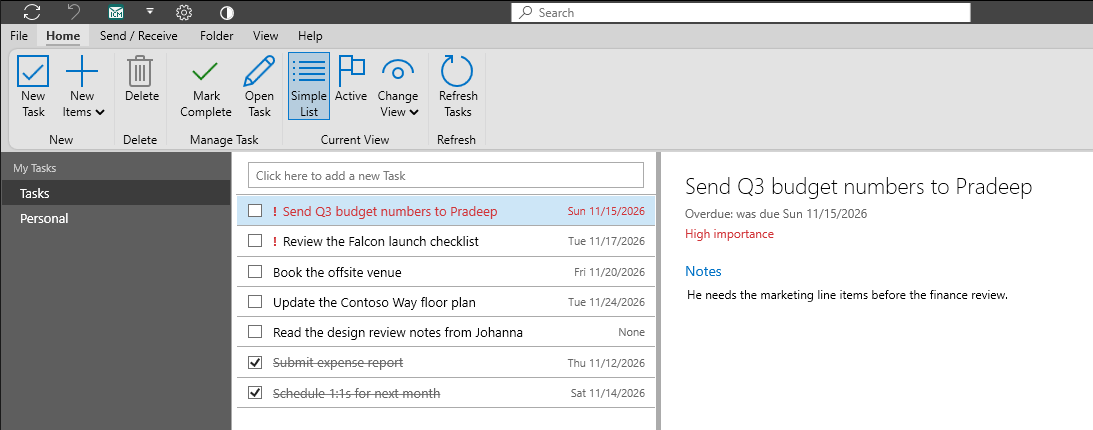 Search
File Home Send / Receive Folder View Help
New Task
New Items
Delete
Mark Complete
Open Task
Simple List
Active
Change View
Refresh Tasks
New
Delete
Manage Task
Current View
Refresh
My Tasks
Tasks
Personal
Click here to add a new Task
! Send Q3 budget numbers to Pradeep Sun 11/15/2026
! Review the Falcon launch checklist Tue 11/17/2026
Book the offsite venue Fri 11/20/2026
Update the Contoso Way floor plan Tue 11/24/2026
Read the design review notes from Johanna None
Submit expense report Thu 11/12/2026
Schedule 1:1s for next month Sat 11/14/2026
Send Q3 budget numbers to Pradeep
Overdue: was due Sun 11/15/2026
High importance
Notes
He needs the marketing line items before the finance review.